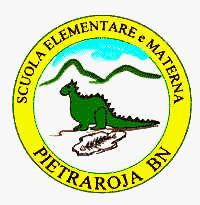 SCUOLA ELEMENTARE e MATERNA
PIETRAROJA BN